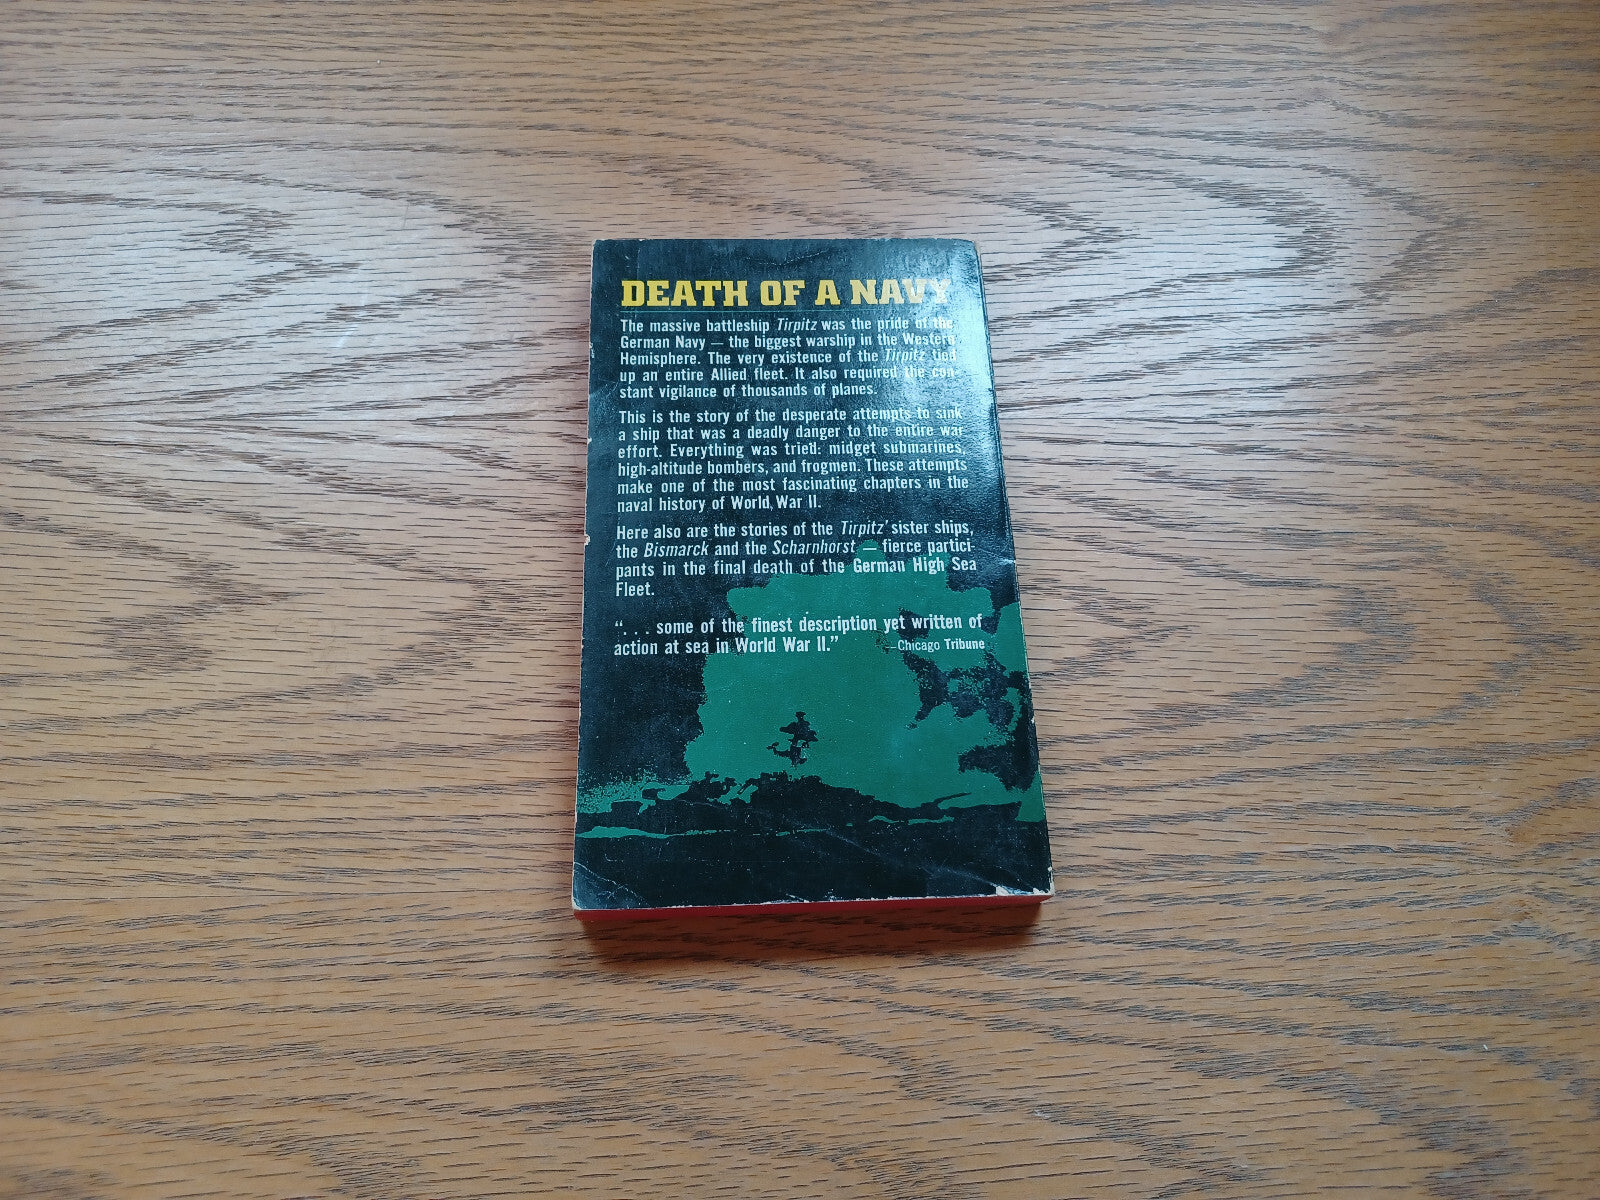 DEATH OF A NAVY
The massive battleship Tirpitz was the pride of the
German Navy — the biggest warship in the Western
Hemisphere. The very existence of the Tirpitz tied
up an entire Allied fleet. It also required the con-
stant vigilance of thousands of planes.
This is the story of the desperate attempts to sink
a ship that was a deadly danger to the entire war
effort. Everything was tried: midget submarines,
high-altitude bombers, and frogmen. These attempts
make one of the most fascinating chapters in the
naval history of World War II.
Here also are the stories of the Tirpitz' sister ships,
the Bismarck and the Scharnhorst — fierce partici-
pants in the final death of the German High Sea
Fleet.
“. . . some of the finest description yet written of
action at sea in World War II.” —Chicago Tribune